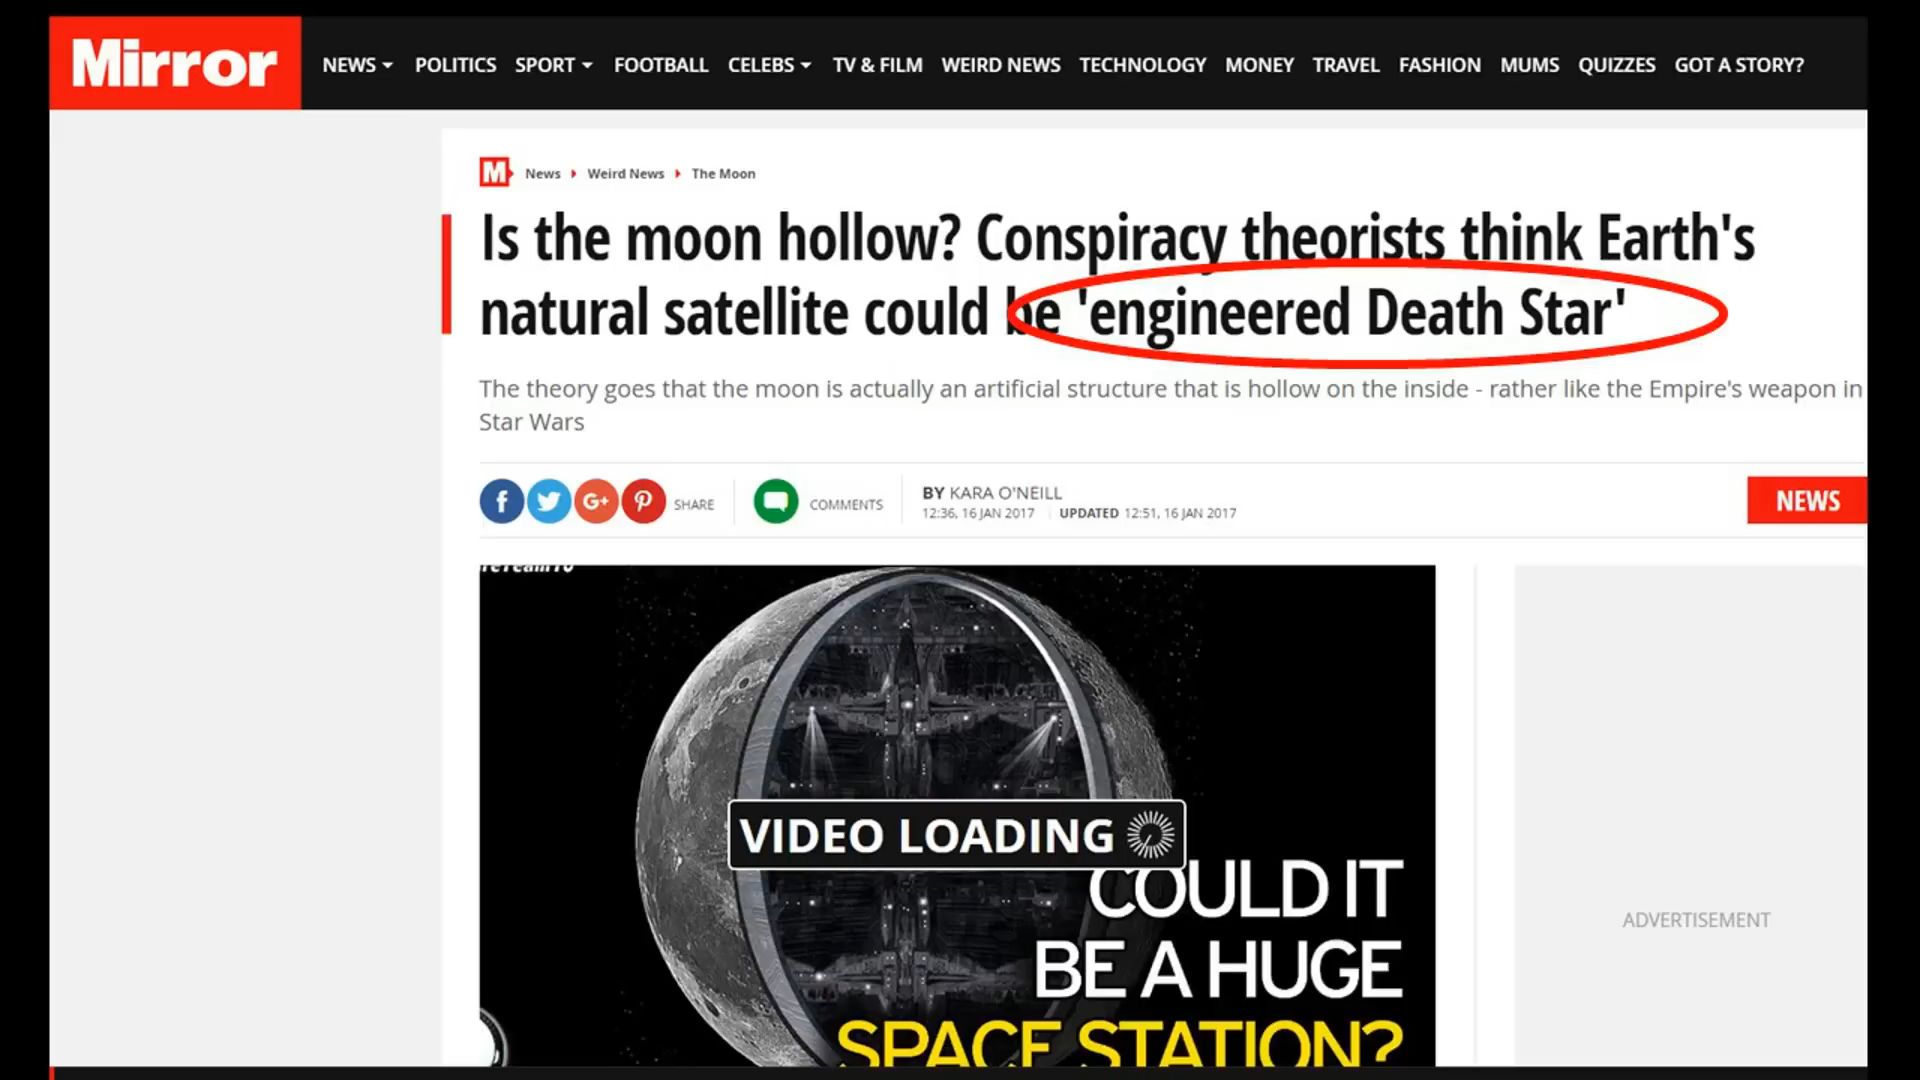 Mirror
NEWS POLITICS SPORT FOOTBALL CELEBS TV & FILM WEIRD NEWS TECHNOLOGY MONEY TRAVEL FASHION MUMS QUIZZES GOT A STORY?
M News Weird News The Moon
Is the moon hollow? Conspiracy theorists think Earth's
natural satellite could be 'engineered Death Star'
The theory goes that the moon is actually an artificial structure that is hollow on the inside - rather like the Empire's weapon in
Star Wars
f G+ SHARE COMMENTS
BY KARA O'NEILL
12:36, 16 JAN 2017 UPDATED 12:51, 16 JAN 2017
NEWS
VIDEO LOADING
COULD IT
BE A HUGE
SPACE STATION?
ADVERTISEMENT